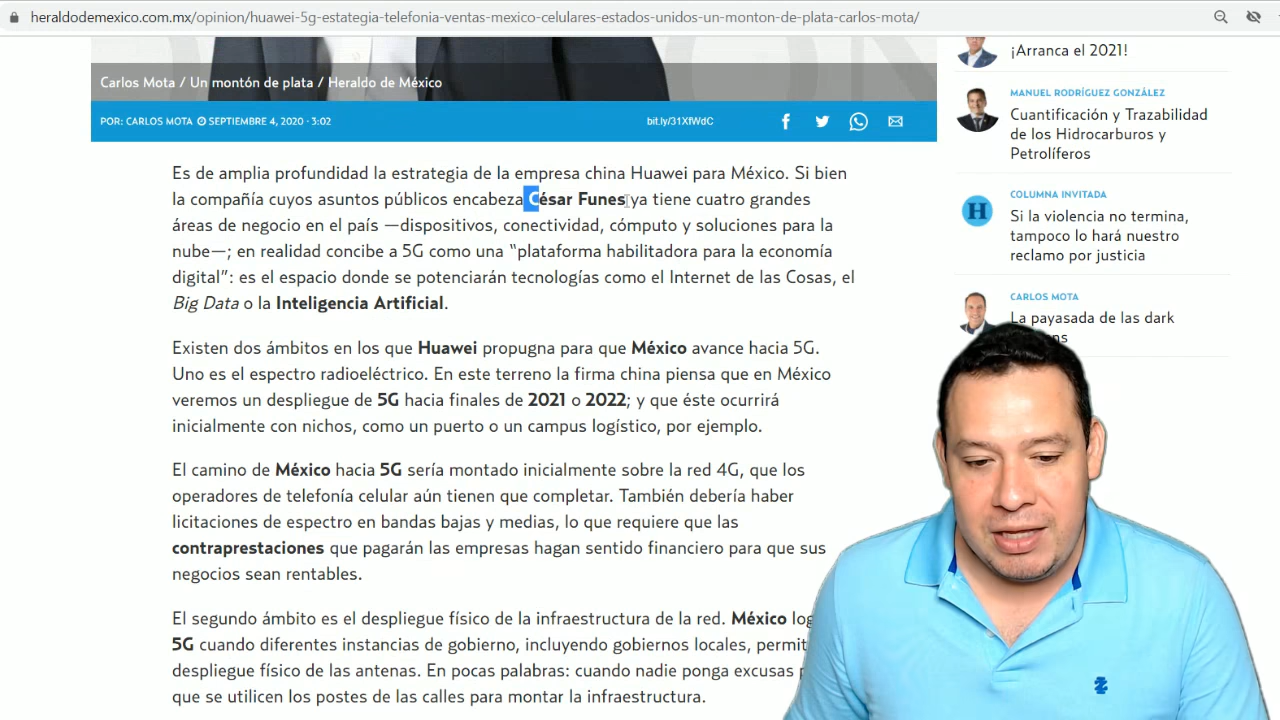 heraldodemexico.com.mx/opinion/huawei-5g-estategia-telefonia-ventas-mexico-celulares-estados-unidos-un-monton-de-plata-carlos-mota/
Carlos Mota / Un montón de plata / Heraldo de México
POR: CARLOS MOTA SEPTIEMBRE 4, 2020 · 3:02
bit.ly/31XfWdC
Es de amplia profundidad la estrategia de la empresa china Huawei para México. Si bien
la compañía cuyos asuntos públicos encabeza César Funes ya tiene cuatro grandes
áreas de negocio en el país —dispositivos, conectividad, cómputo y soluciones para la
nube—; en realidad concibe a 5G como una “plataforma habilitadora para la economía
digital”: es el espacio donde se potenciarán tecnologías como el Internet de las Cosas, el
Big Data o la Inteligencia Artificial.
Existen dos ámbitos en los que Huawei propugna para que México avance hacia 5G.
Uno es el espectro radioeléctrico. En este terreno la firma china piensa que en México
veremos un despliegue de 5G hacia finales de 2021 o 2022; y que éste ocurrirá
inicialmente con nichos, como un puerto o un campus logístico, por ejemplo.
El camino de México hacia 5G sería montado inicialmente sobre la red 4G, que los
operadores de telefonía celular aún tienen que completar. También debería haber
licitaciones de espectro en bandas bajas y medias, lo que requiere que las
contraprestaciones que pagarán las empresas hagan sentido financiero para que sus
negocios sean rentables.
El segundo ámbito es el despliegue físico de la infraestructura de la red. México
5G cuando diferentes instancias de gobierno, incluyendo gobiernos locales,
despliegue físico de las antenas. En pocas palabras: cuando nadie ponga excusas
que se utilicen los postes de las calles para montar la infraestructura.
¡Arranca el 2021!
MANUEL RODRÍGUEZ GONZÁLEZ
Cuantificación y Trazabilidad
de los Hidrocarburos y
Petrolíferos
COLUMNA INVITADA
Si la violencia no termina,
tampoco lo hará nuestro
reclamo por justicia
CARLOS MOTA
La payasada de las dark